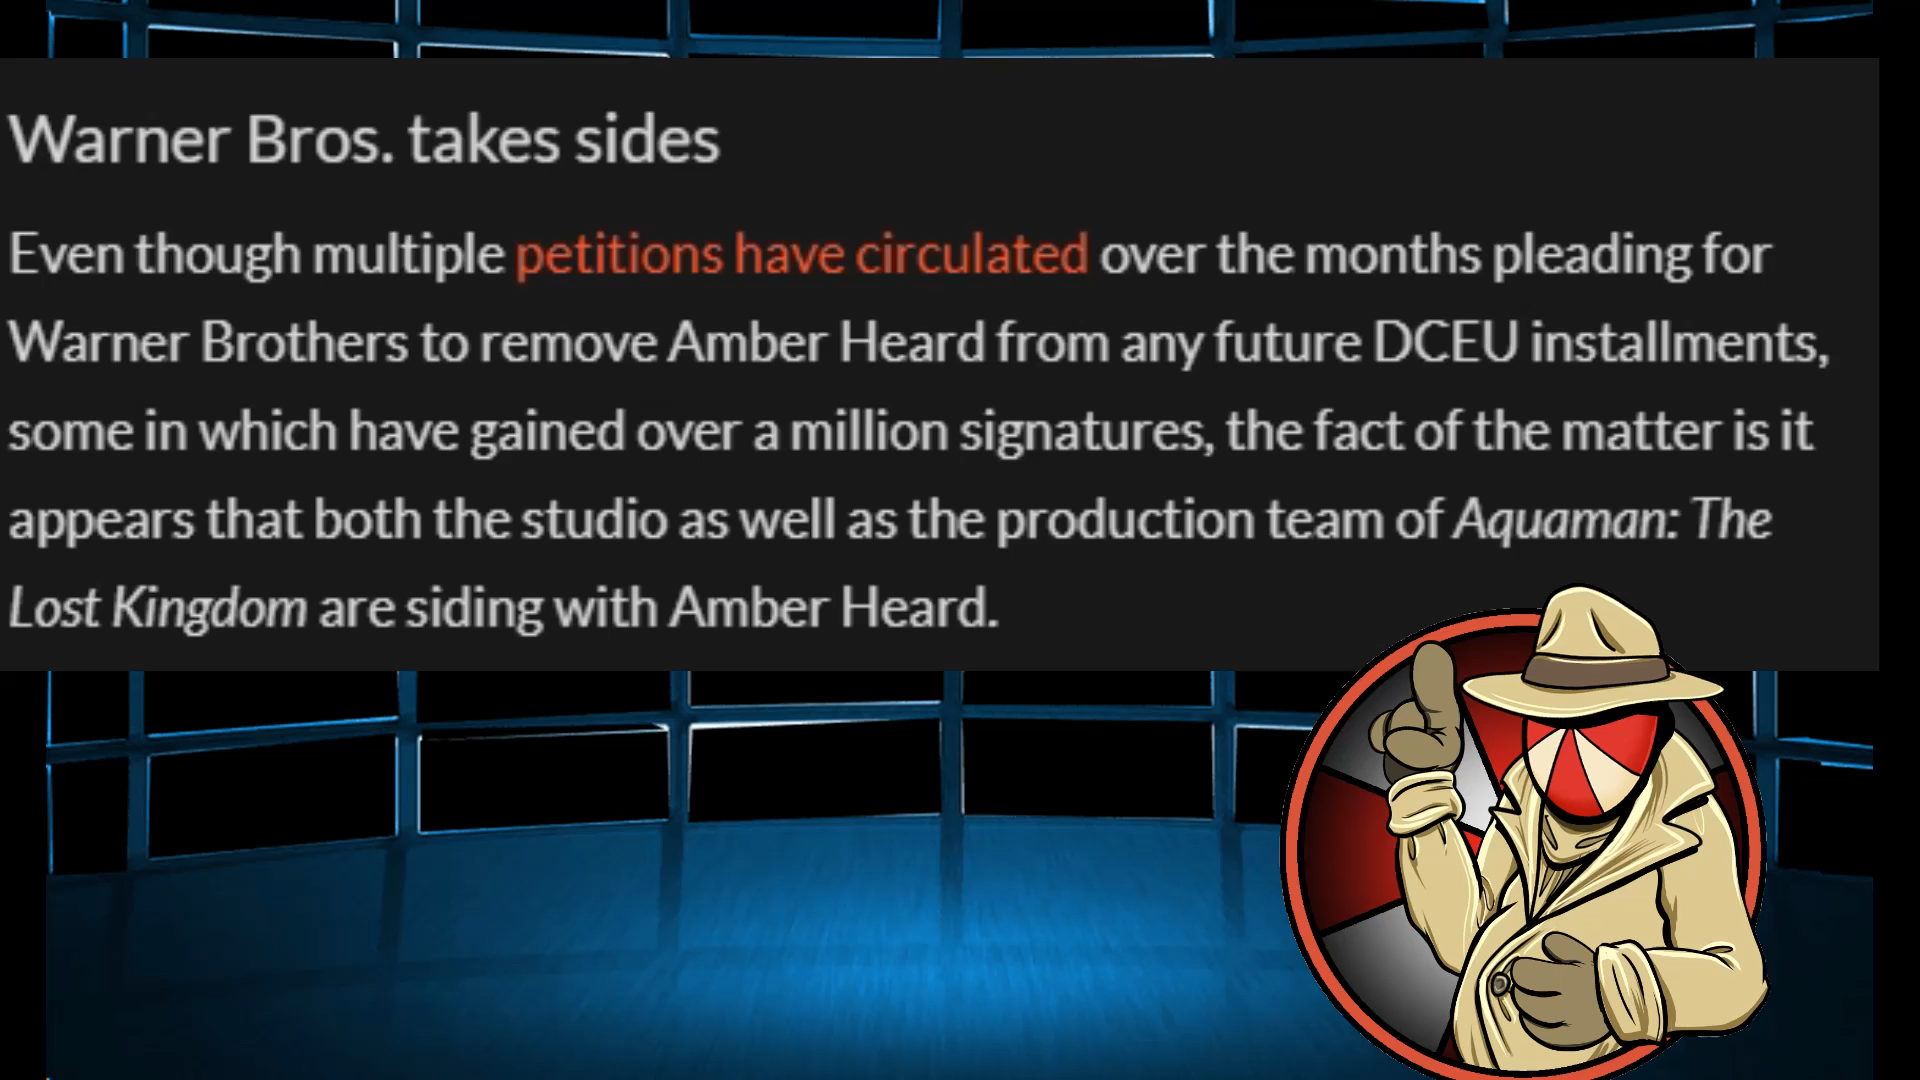 Warner Bros. takes sides
Even though multiple petitions have circulated over the months pleading for
Warner Brothers to remove Amber Heard from any future DCEU installments,
some in which have gained over a million signatures, the fact of the matter is it
appears that both the studio as well as the production team of Aquaman: The
Lost Kingdom are siding with Amber Heard.